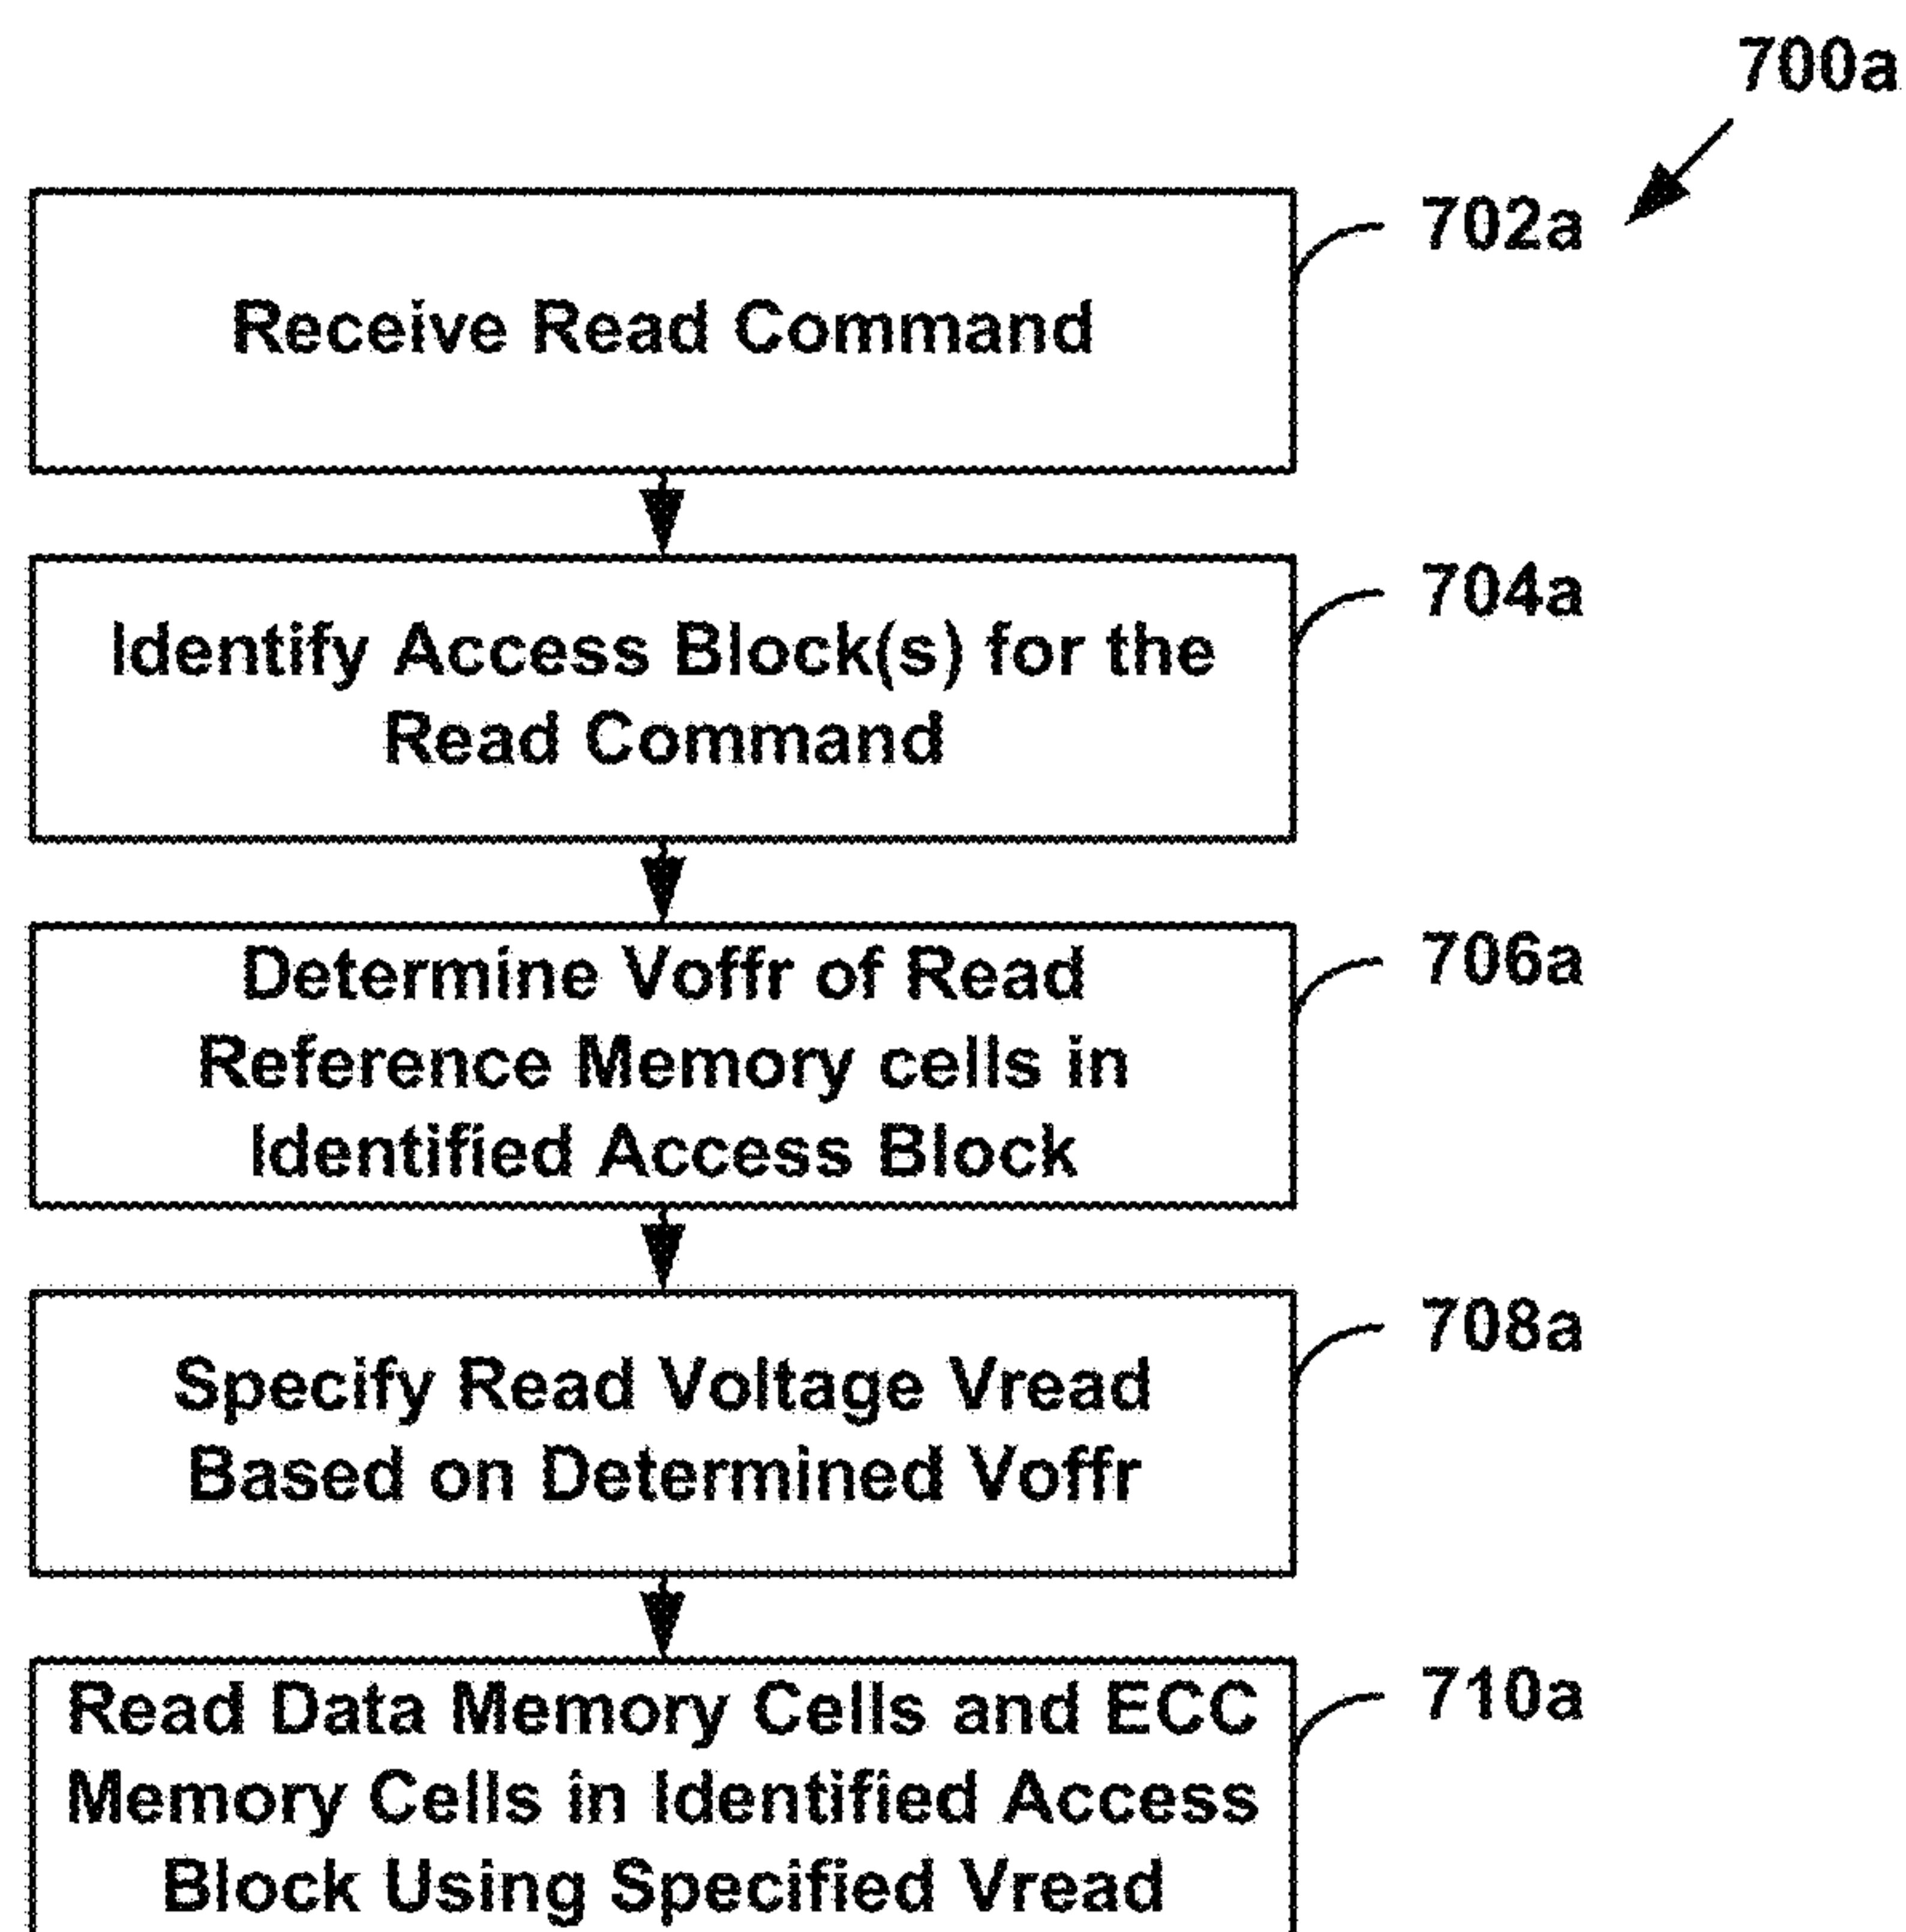 700a
702a
Receive Read Command
704a
Identify Access Block(s) for the
Read Command
706a
Determine Voffr of Read
Reference Memory cells in
Identified Access Block
708a
Specify Read Voltage Vread
Based on Determined Voffr
710a
Read Data Memory Cells and ECC
Memory Cells in Identified Access
Block Using Specified Vread